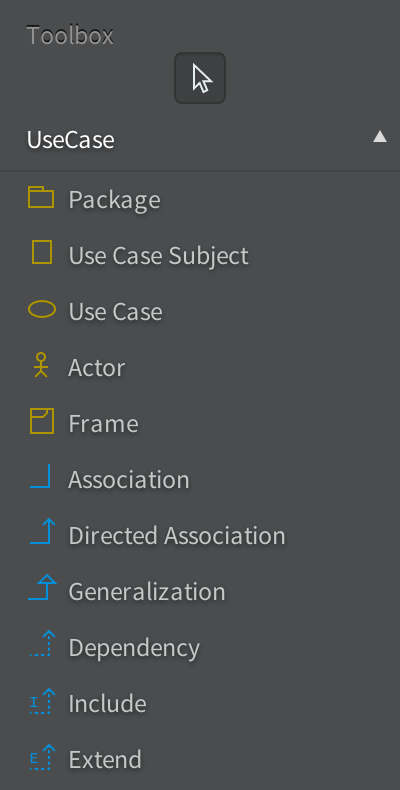 Toolbox
UseCase
Package
Use Case Subject
Use Case
Actor
Frame
Association
Directed Association
Generalization
Dependency
I Include
E Extend